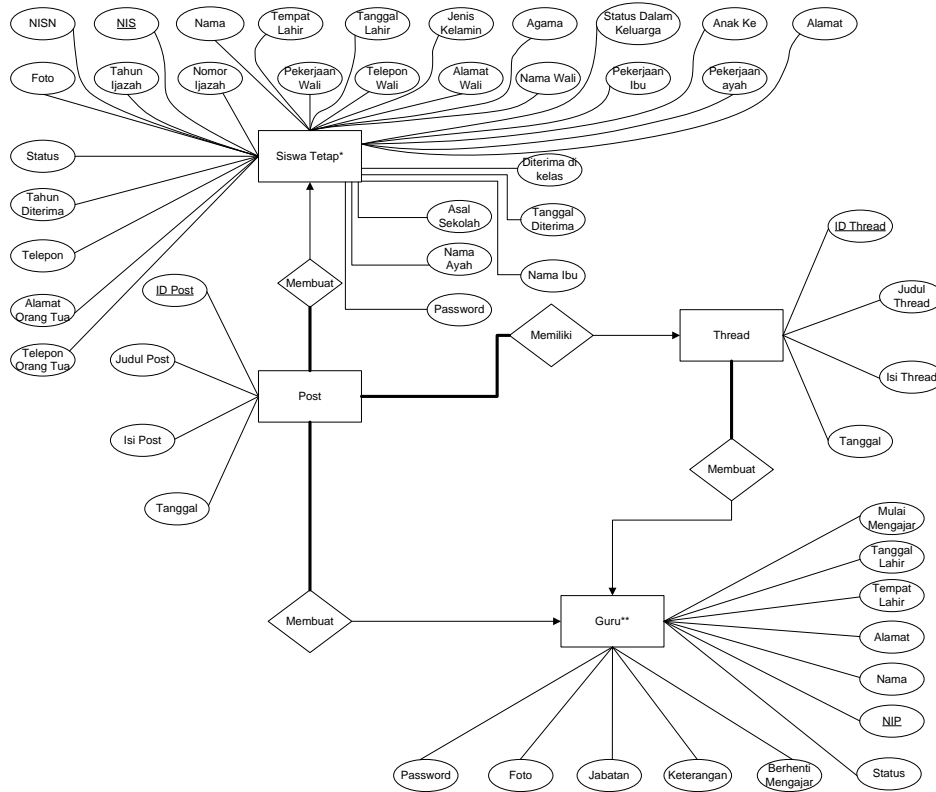 NISN
NIS
Nama
Tempat
Lahir
Tanggal
Lahir
Jenis
Kelamin
Agama
Status Dalam
Keluarga
Anak Ke
Alamat
Foto
Tahun
Ijazah
Nomor
Ijazah
Pekerjaan
Wali
Telepon
Wali
Alamat
Wali
Nama Wali
Pekerjaan
Ibu
Pekerjaan
ayah
Siswa Tetap*
Status
Diterima di
kelas
Tahun
Diterima
Asal
Sekolah
Tanggal
Diterima
Telepon
Nama
Ayah
Nama Ibu
ID Thread
Membuat
ID Post
Password
Alamat
Orang Tua
Judul
Thread
Memiliki
Thread
Telepon
Orang Tua
Judul Post
Isi Thread
Post
Isi Post
Tanggal
Membuat
Tanggal
Mulai
Mengajar
Tanggal
Lahir
Tempat
Lahir
Membuat
Guru**
Alamat
Nama
NIP
Password
Foto
Jabatan
Keterangan
Berhenti
Mengajar
Status